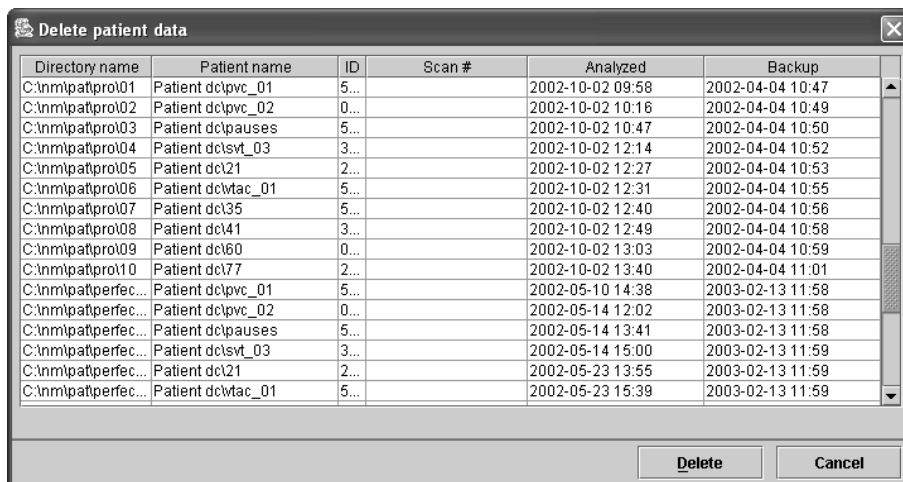 Delete patient data
Directory name Patient name ID Scan # Analyzed Backup
C:\nm\pat\pro\01 Patient dc\pvc_01 5... 2002-10-02 09:58 2002-04-04 10:47
C:\nm\pat\pro\02 Patient dc\pvc_02 0... 2002-10-02 10:16 2002-04-04 10:49
C:\nm\pat\pro\03 Patient dc\pauses 5... 2002-10-02 10:47 2002-04-04 10:50
C:\nm\pat\pro\04 Patient dc\svt_03 3... 2002-10-02 12:14 2002-04-04 10:52
C:\nm\pat\pro\05 Patient dc\21 2... 2002-10-02 12:27 2002-04-04 10:53
C:\nm\pat\pro\06 Patient dc\vtac_01 5... 2002-10-02 12:31 2002-04-04 10:55
C:\nm\pat\pro\07 Patient dc\35 5... 2002-10-02 12:40 2002-04-04 10:56
C:\nm\pat\pro\08 Patient dc\41 3... 2002-10-02 12:49 2002-04-04 10:58
C:\nm\pat\pro\09 Patient dc\60 0... 2002-10-02 13:03 2002-04-04 10:59
C:\nm\pat\pro\10 Patient dc\77 2... 2002-10-02 13:40 2002-04-04 11:01
C:\nm\pat\perfec... Patient dc\pvc_01 5... 2002-05-10 14:38 2003-02-13 11:58
C:\nm\pat\perfec... Patient dc\pvc_02 0... 2002-05-14 12:02 2003-02-13 11:58
C:\nm\pat\perfec... Patient dc\pauses 5... 2002-05-14 13:41 2003-02-13 11:58
C:\nm\pat\perfec... Patient dc\svt_03 3... 2002-05-14 15:00 2003-02-13 11:59
C:\nm\pat\perfec... Patient dc\21 2... 2002-05-23 13:55 2003-02-13 11:59
C:\nm\pat\perfec... Patient dc\vtac_01 5... 2002-05-23 15:39 2003-02-13 11:59
Delete Cancel